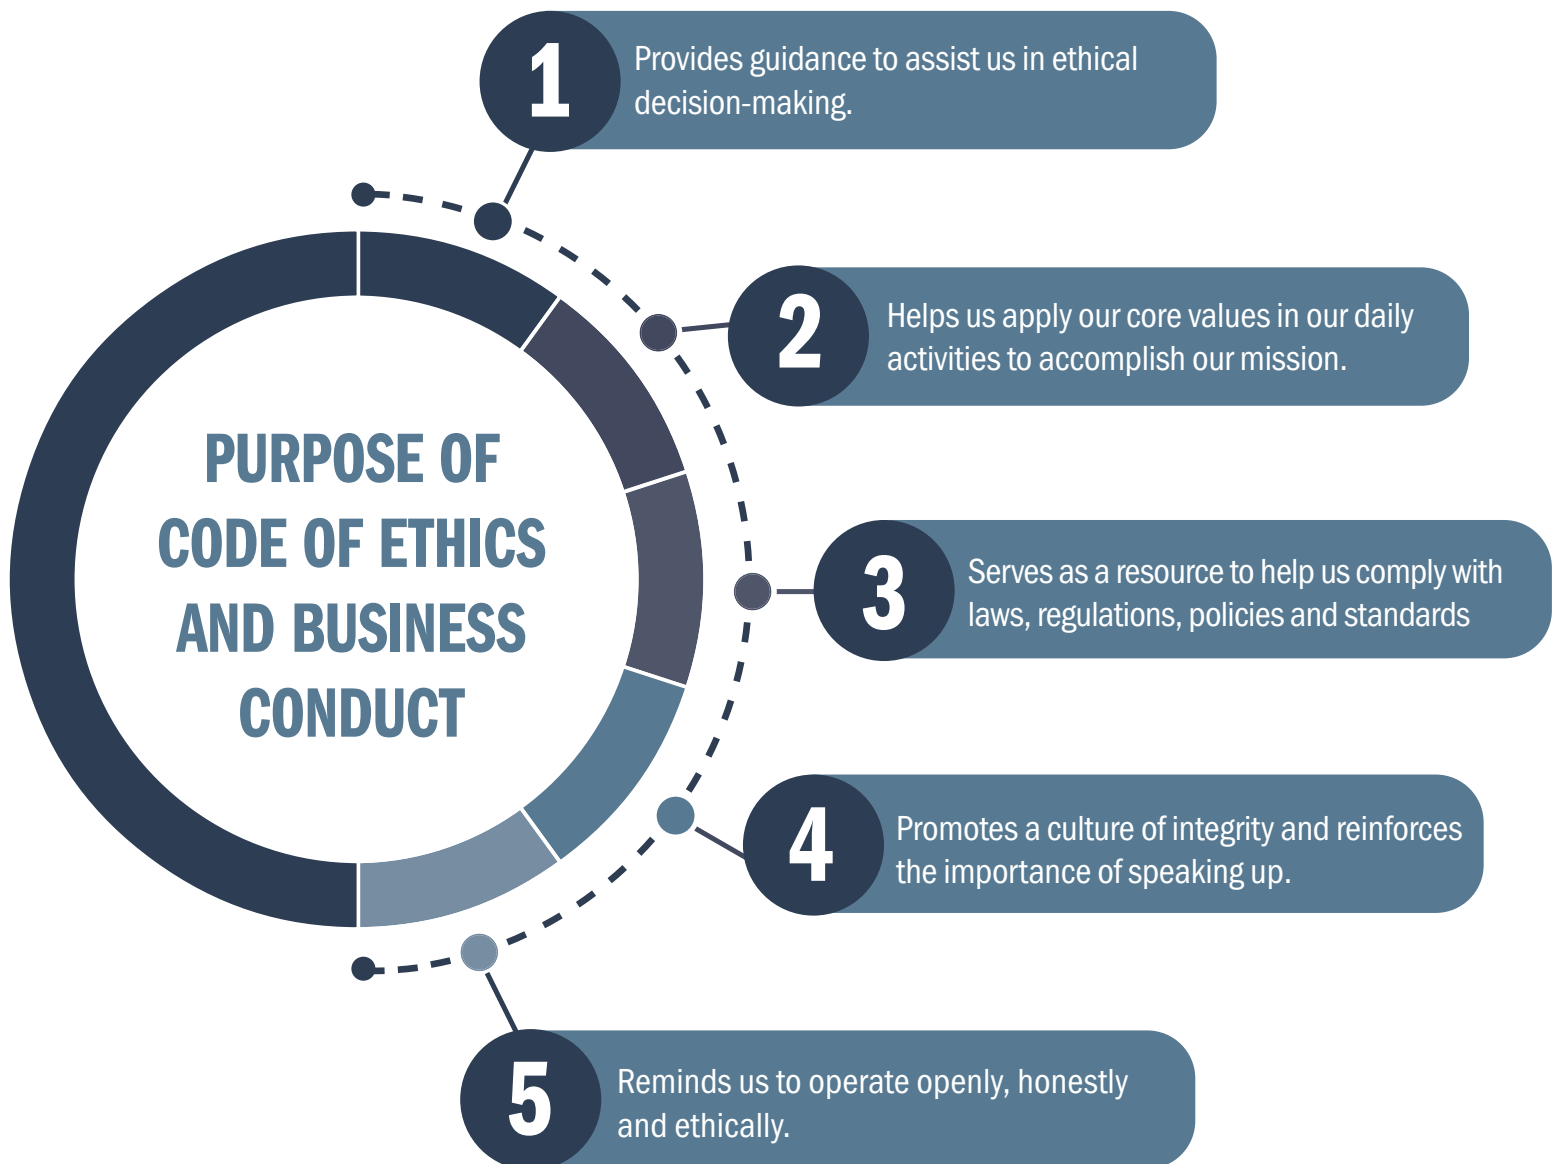 PURPOSE OF
CODE OF ETHICS
AND BUSINESS
CONDUCT
1
Provides guidance to assist us in ethical
decision-making.
2
Helps us apply our core values in our daily
activities to accomplish our mission.
3
Serves as a resource to help us comply with
laws, regulations, policies and standards
4
Promotes a culture of integrity and reinforces
the importance of speaking up.
5
Reminds us to operate openly, honestly
and ethically.